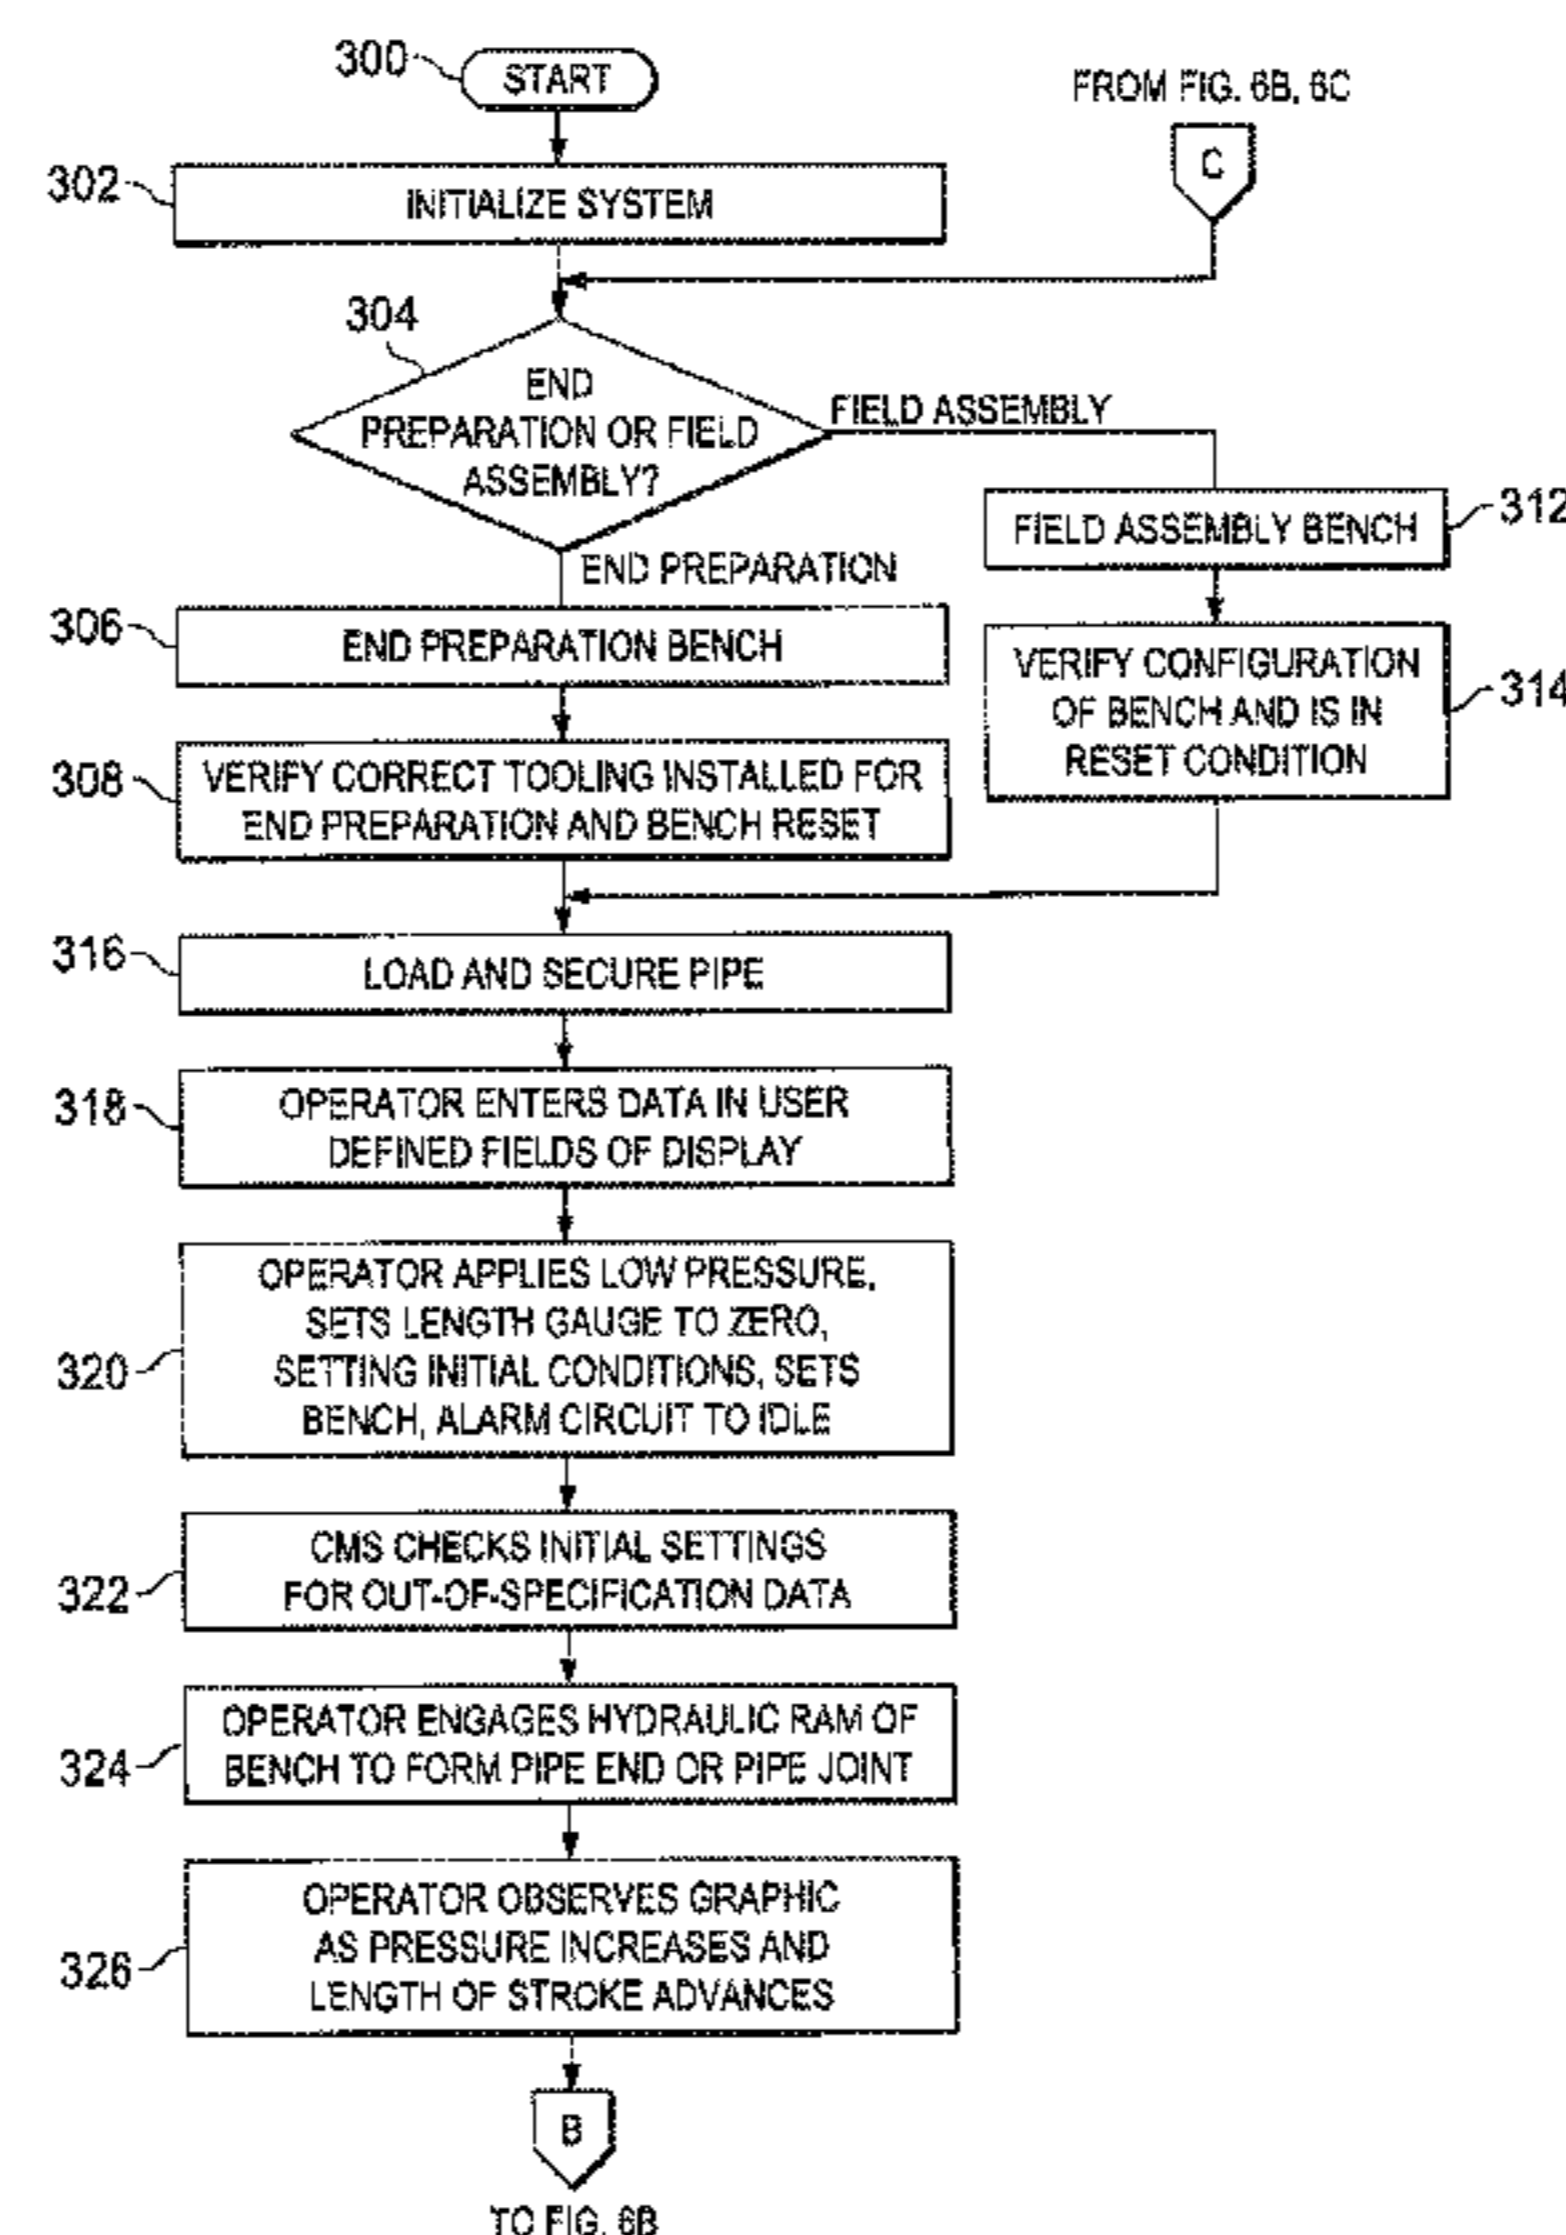 300
START
FROM FIG. 6B, 6C
C
302
INITIALIZE SYSTEM
304
END
PREPARATION OR FIELD
ASSEMBLY?
FIELD ASSEMBLY
312
FIELD ASSEMBLY BENCH
END PREPARATION
306
END PREPARATION BENCH
314
VERIFY CONFIGURATION
OF BENCH AND IS IN
RESET CONDITION
308
VERIFY CORRECT TOOLING INSTALLED FOR
END PREPARATION AND BENCH RESET
316
LOAD AND SECURE PIPE
318
OPERATOR ENTERS DATA IN USER
DEFINED FIELDS OF DISPLAY
320
OPERATOR APPLIES LOW PRESSURE,
SETS LENGTH GAUGE TO ZERO,
SETTING INITIAL CONDITIONS, SETS
BENCH, ALARM CIRCUIT TO IDLE
322
CMS CHECKS INITIAL SETTINGS
FOR OUT-OF-SPECIFICATION DATA
324
OPERATOR ENGAGES HYDRAULIC RAM OF
BENCH TO FORM PIPE END OR PIPE JOINT
326
OPERATOR OBSERVES GRAPHIC
AS PRESSURE INCREASES AND
LENGTH OF STROKE ADVANCES
B
TO FIG. 6B